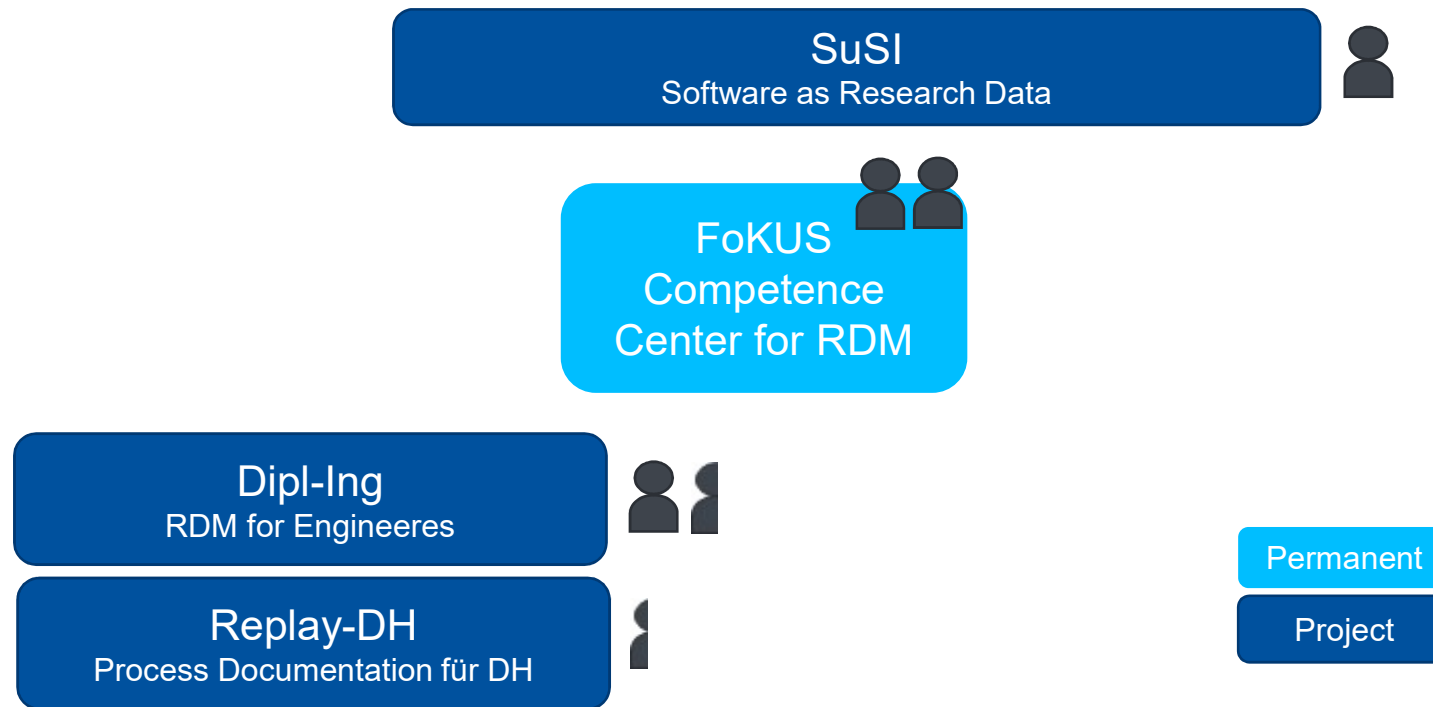 SuSI
Software as Research Data
FoKUS
Competence
Center for RDM
Dipl-Ing
RDM for Engineeres
Replay-DH
Process Documentation für DH
Permanent
Project